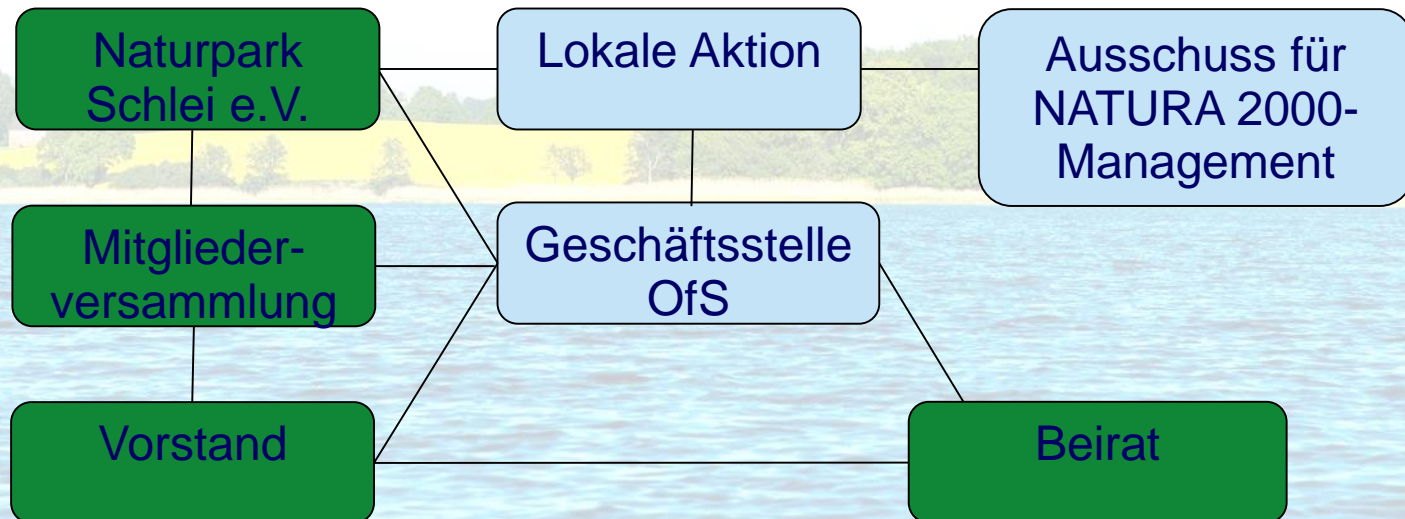 Naturpark
Schlei e.V.
Lokale Aktion
Ausschuss für
NATURA 2000-
Management
Mitglieder-
versammlung
Geschäftsstelle
OfS
Vorstand
Beirat